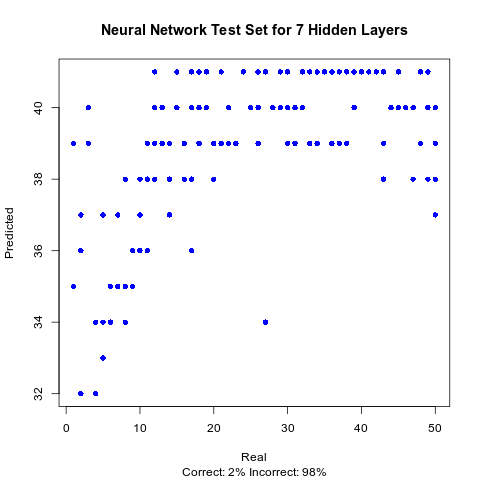 Neural Network Test Set for 7 Hidden Layers
40
38
36
34
32
Predicted
0 10 20 30 40 50
Real
Correct: 2% Incorrect: 98%